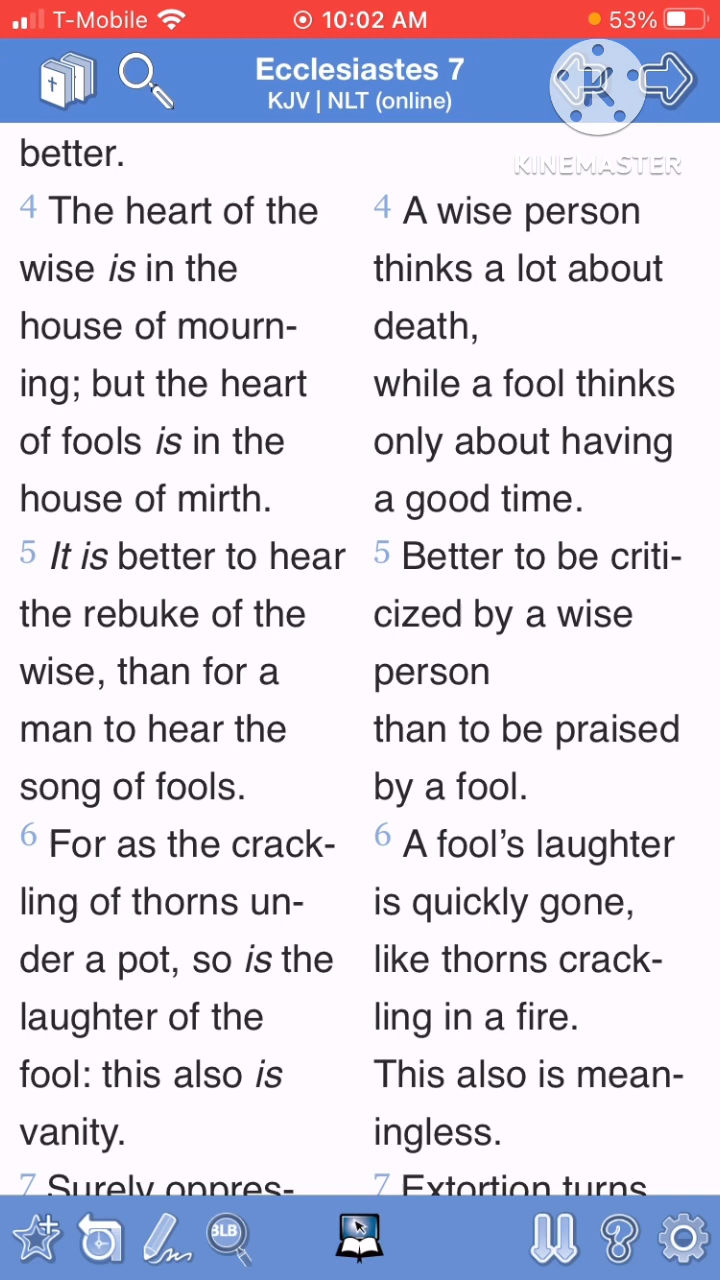 T-Mobile 10:02 AM 53%
Ecclesiastes 7
KJV | NLT (online)
KINEMASTER
better.
4 The heart of the
wise is in the
house of mourn-
ing; but the heart
of fools is in the
house of mirth.
5 It is better to hear
the rebuke of the
wise, than for a
man to hear the
song of fools.
6 For as the crack-
ling of thorns un-
der a pot, so is the
laughter of the
fool: this also is
vanity.
7 Surely oppres-
4 A wise person
thinks a lot about
death,
while a fool thinks
only about having
a good time.
5 Better to be criti-
cized by a wise
person
than to be praised
by a fool.
6 A fool’s laughter
is quickly gone,
like thorns crack-
ling in a fire.
This also is mean-
ingless.
7 Extortion turns
BLB